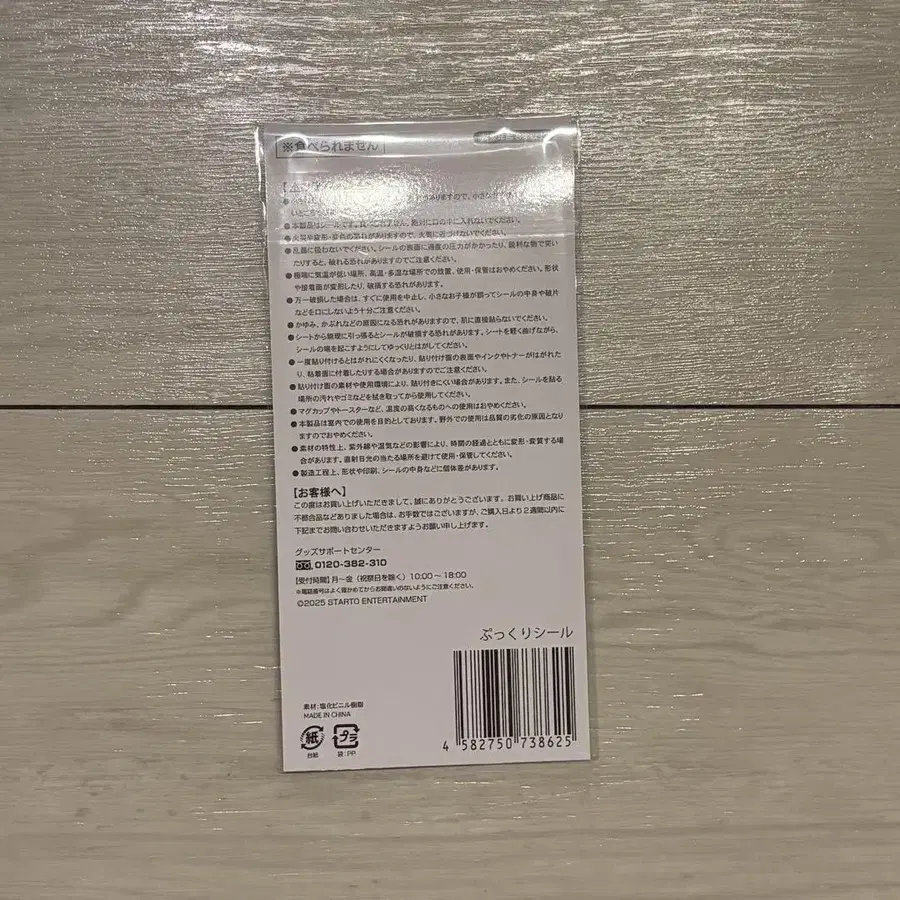 ※食べられません
ありますので、小さな
● 本製品はシールです。食べられません。絶対に口の中に入れないでください。
● 火災や変形・変色の恐れがありますので、火気に近づけないでください。
● 乱暴に扱わないでください。シールの表面に過度の圧力がかかったり、鋭利な物で突い
たりすると、破れる恐れがありますのでご注意ください。
● 極端に気温が低い場所、高温・多湿な場所での放置、使用・保管はおやめください。形状
や接着面が変形したり、破損する恐れがあります。
● 万一破損した場合は、すぐに使用を中止し、小さなお子様が誤ってシールの中身や破片
などを口にしないよう十分ご注意ください。
● かゆみ、かぶれなどの原因になる恐れがありますので、肌に直接貼らないでください。
● シートから無理に引っ張るとシールが破損する恐れがあります。シートを軽く曲げながら、
シールの端を起こすようにしてゆっくりとはがしてください。
● 一度貼り付けるとはがれにくくなったり、貼り付け面の表面やインクやトナーがはがれた
り、粘着面に付着したりする場合がありますのでご注意ください。
● 貼り付け面の素材や使用環境により、貼り付きにくい場合があります。また、シールを貼る
場所の汚れやゴミなどを拭き取ってから使用してください。
● マグカップやトースターなど、温度の高くなるものへの使用はおやめください。
● 本製品は室内での使用を目的としております。野外での使用は品質の劣化の原因となり
ますのでおやめください。
● 素材の特性上、紫外線や湿気などの影響により、時間の経過とともに変形・変質する場
合があります。直射日光の当たる場所を避けて使用・保管してください。
● 製造工程上、形状や印刷、シールの中身などに個体差があります。
【お客様へ】
この度はお買い上げいただきまして、誠にありがとうございます。お買い上げ商品に
不都合品などありました場合は、お手数ではございますが、ご購入日より2週間以内に
下記までお問い合わせいただきますようお願い申し上げます。
グッズサポートセンター
0120-382-310
【受付時間】月～金(祝祭日を除く) 10:00～18:00
※電話番号はよく確かめてからお間違いのないようにご注意ください。
©2025 STARTO ENTERTAINMENT
ぷっくりシール
素材:塩化ビニル樹脂
MADE IN CHINA
紙
台紙
プラ
袋:PP
4 582750 738625